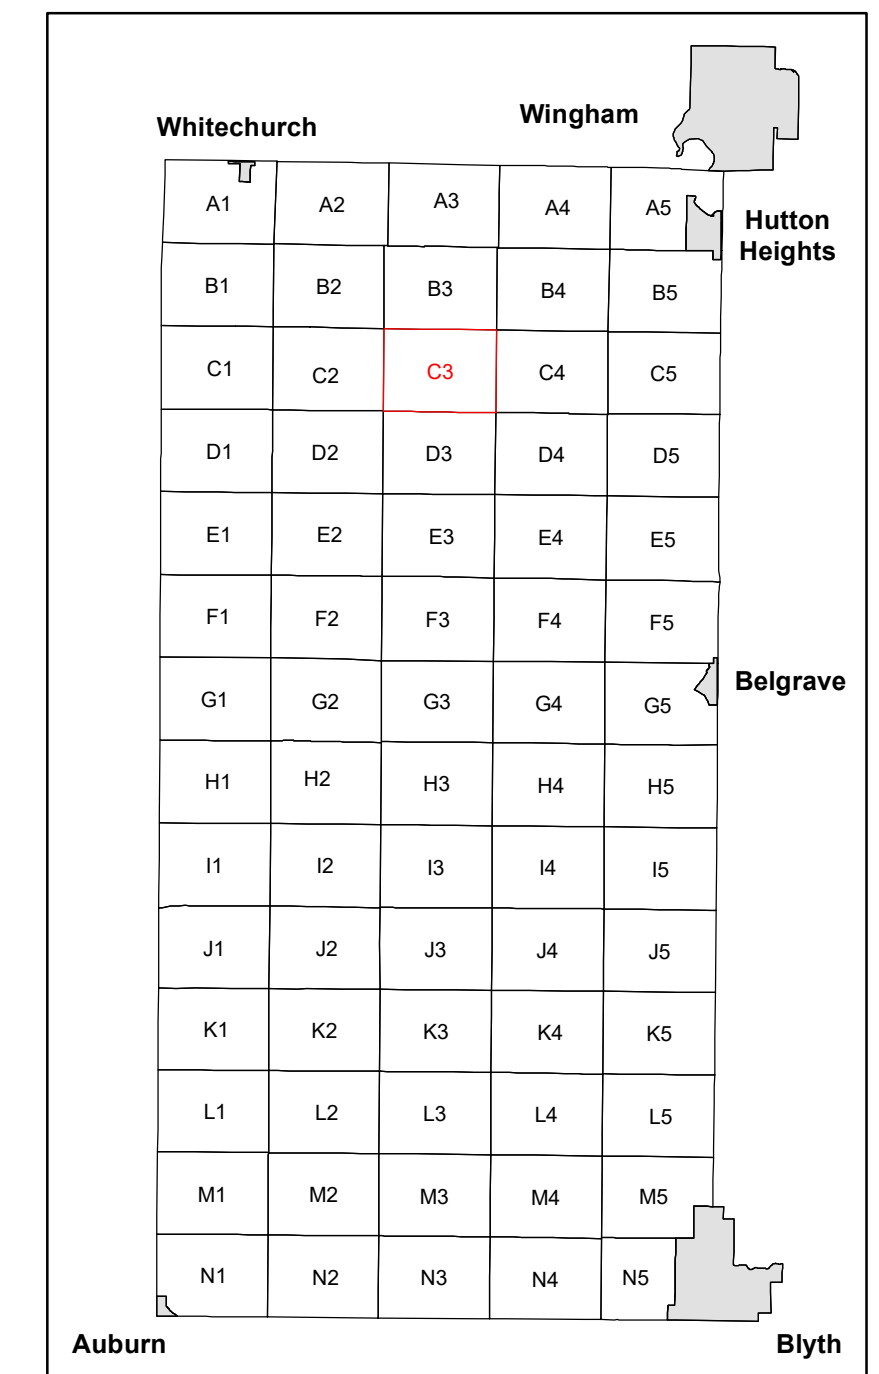 Wingham
Whitechurch
A1 A2 A3 A4 A5
Hutton
Heights
B1 B2 B3 B4 B5
C1 C2 C3 C4 C5
D1 D2 D3 D4 D5
E1 E2 E3 E4 E5
F1 F2 F3 F4 F5
Belgrave
G1 G2 G3 G4 G5
H1 H2 H3 H4 H5
I1 I2 I3 I4 I5
J1 J2 J3 J4 J5
K1 K2 K3 K4 K5
L1 L2 L3 L4 L5
M1 M2 M3 M4 M5
N1 N2 N3 N4 N5
Auburn Blyth